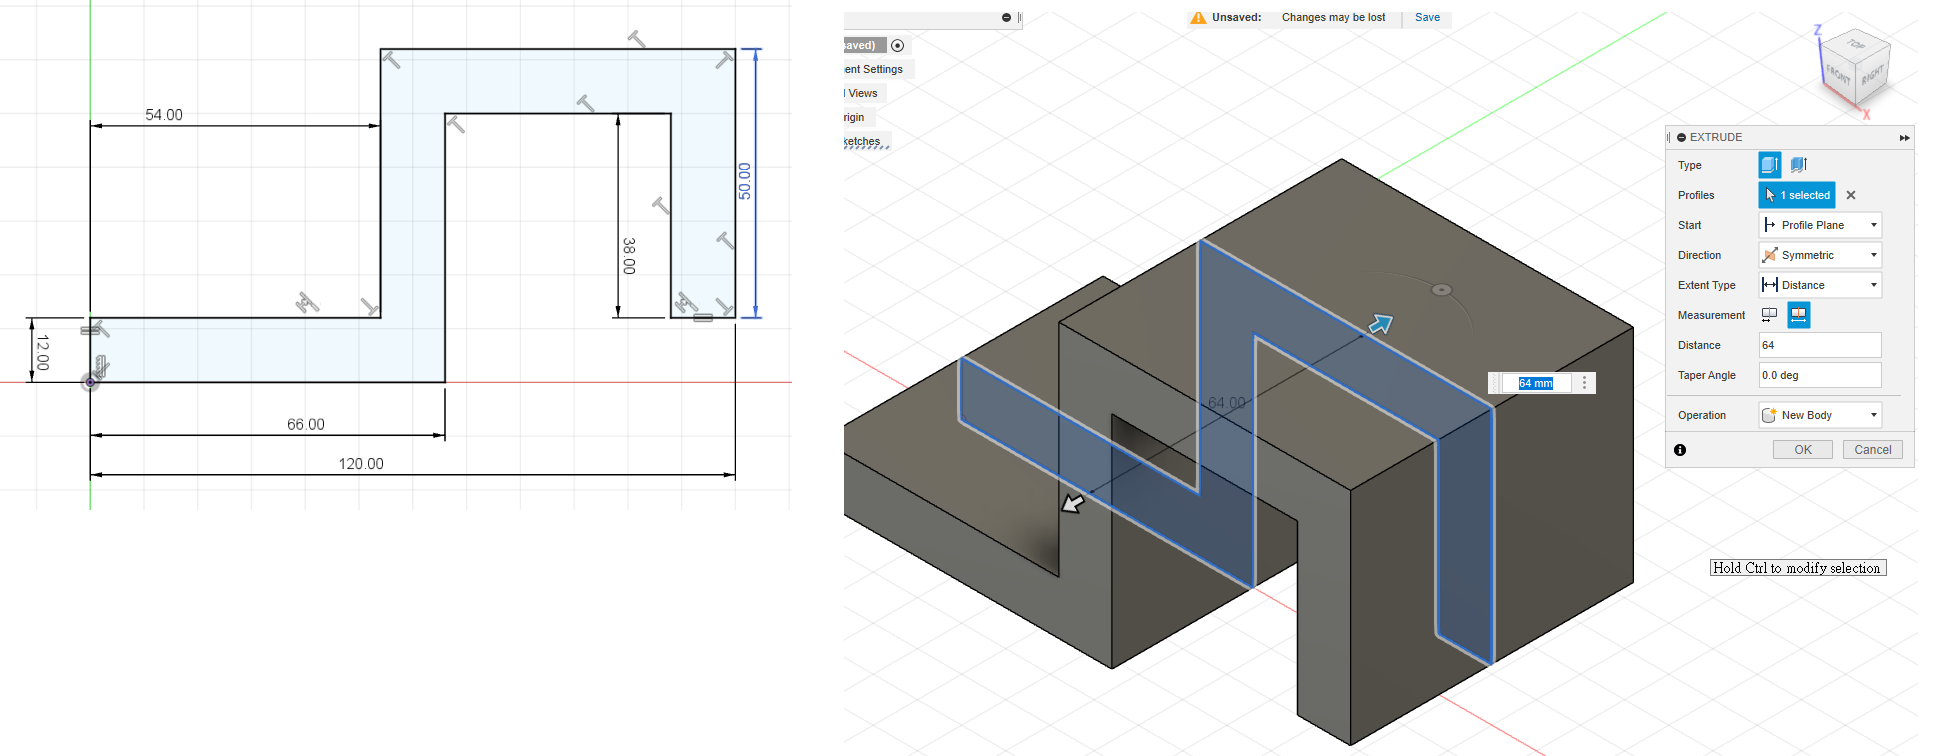 54.00
50.00
38.00
12.00
66.00
120.00
Unsaved: Changes may be lost Save
saved)
ent Settings
Views
rigin
ketches
Z
TOP
FRONT
RIGHT
X
EXTRUDE
Type
Profiles 1 selected
Start Profile Plane
Direction Symmetric
Extent Type Distance
Measurement
Distance 64
Taper Angle 0.0 deg
Operation New Body
OK Cancel
64 mm
64.00
Hold Ctrl to modify selection